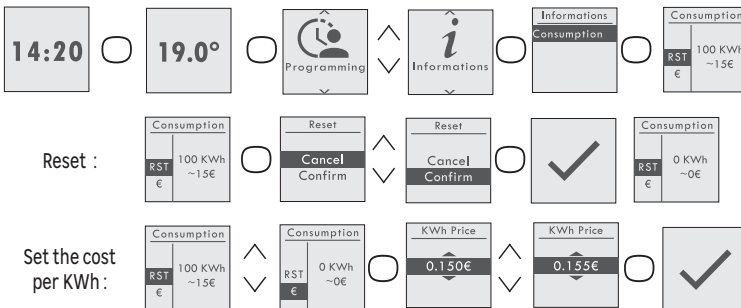 14:20
19.0°
Programming
Informations
Informations
Consumption
Consumption
RST
€
100 KWh
~15€
Reset :
Consumption
RST
€
100 KWh
~15€
Reset
Cancel
Confirm
Reset
Cancel
Confirm
Consumption
RST
€
0 KWh
~0€
Set the cost
per KWh :
Consumption
RST
€
100 KWh
~15€
Consumption
RST
€
0 KWh
~0€
KWh Price
0.150€
KWh Price
0.155€